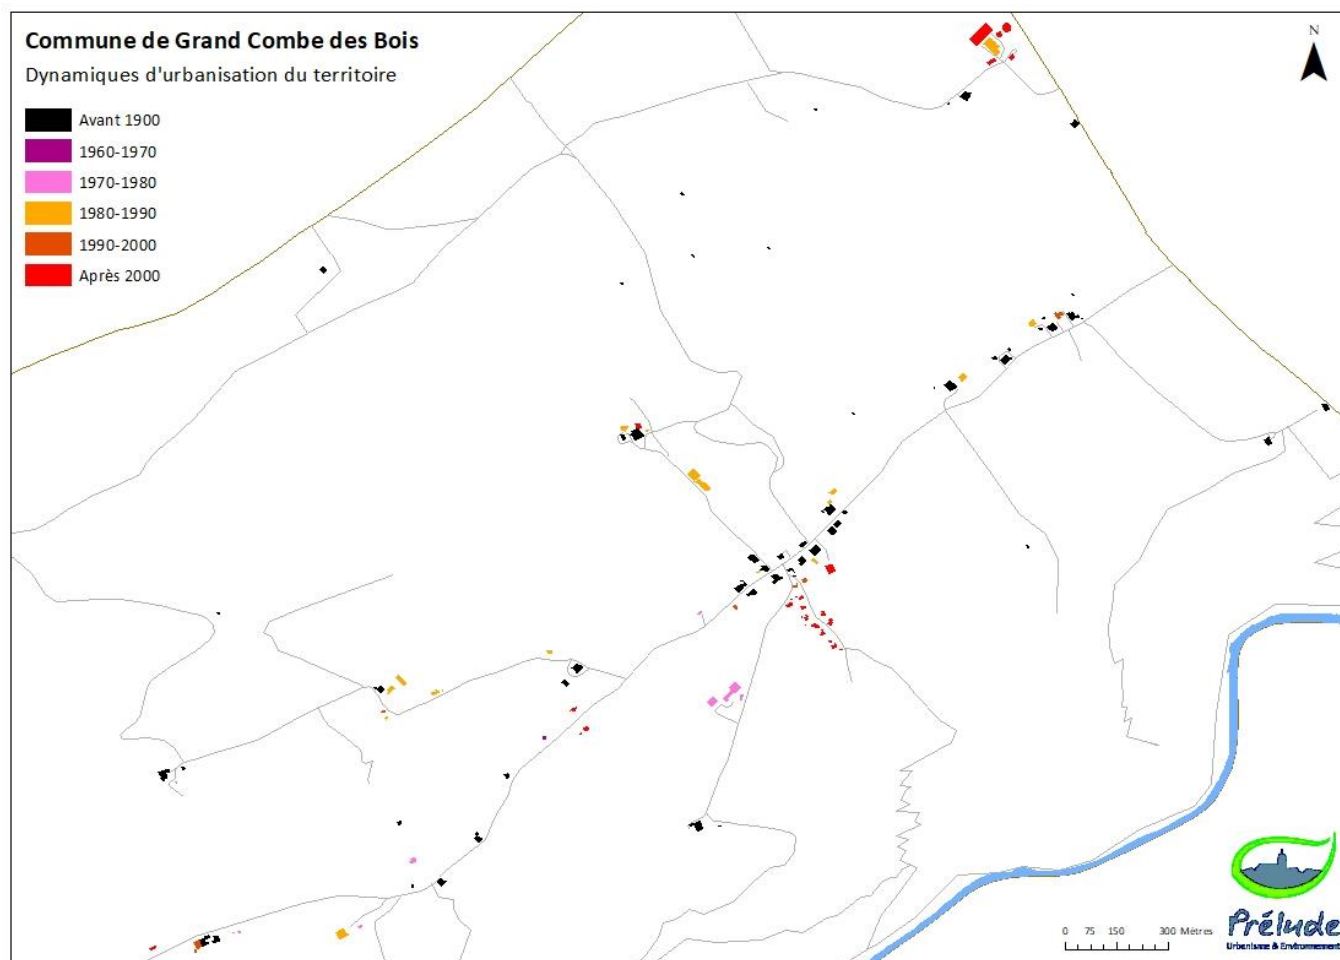 Commune de Grand Combe des Bois
Dynamiques d'urbanisation du territoire
Avant 1900
1960-1970
1970-1980
1980-1990
1990-2000
Après 2000
N
0 75 150 300 Mètres
Prélude
Urbanisme & Environnement